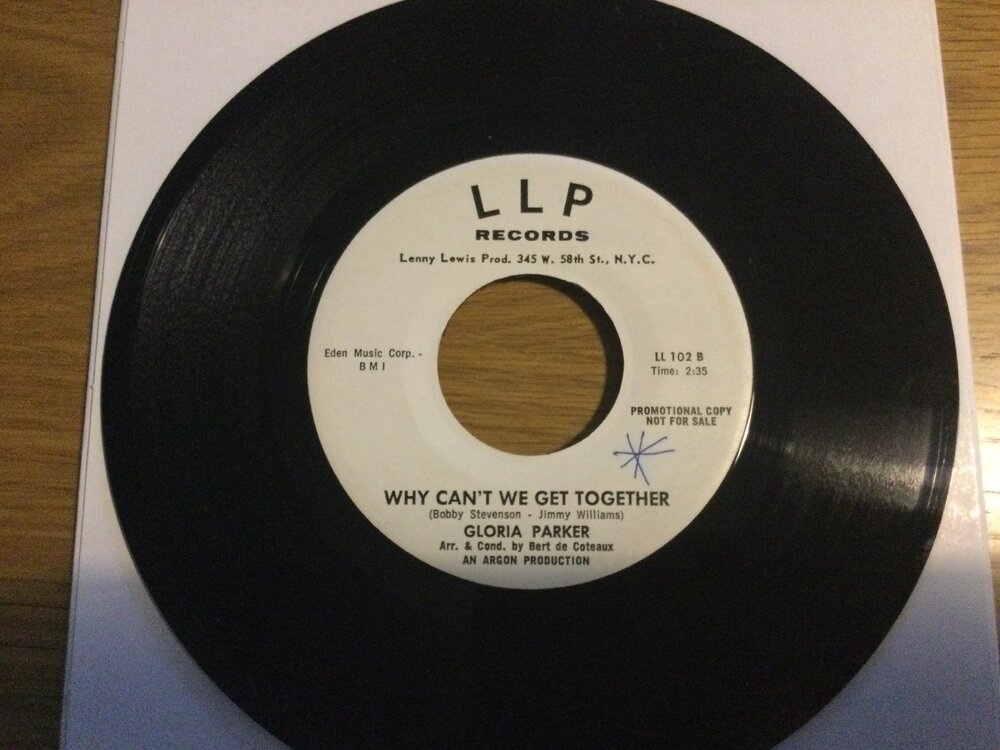 LLP
RECORDS
Lenny Lewis Prod. 345 W. 58th St., N.Y.C.
Eden Music Corp. -
BMI
LL 102 B
Time: 2:35
PROMOTIONAL COPY
NOT FOR SALE
WHY CAN'T WE GET TOGETHER
(Bobby Stevenson - Jimmy Williams)
GLORIA PARKER
Arr. & Cond. by Bert de Coteaux
AN ARGON PRODUCTION